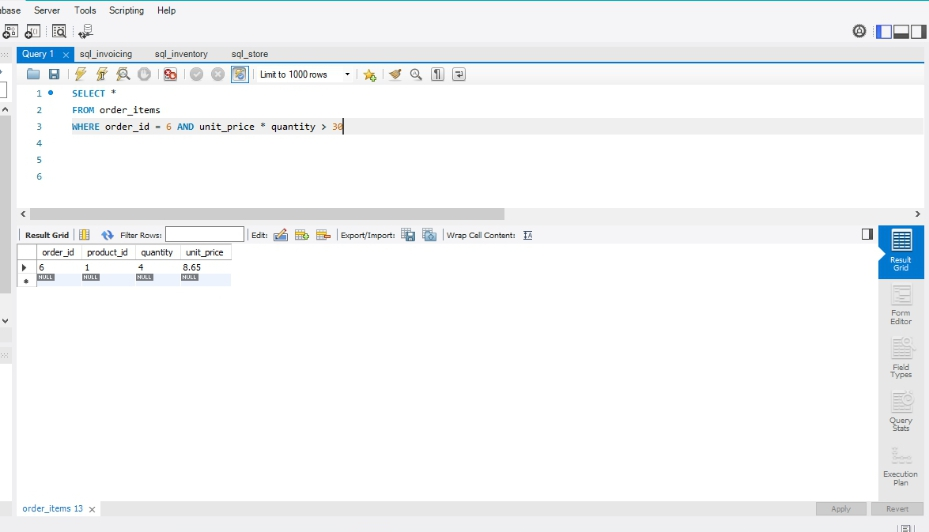 abase Server Tools Scripting Help
Query 1 sql_invoicing sql_inventory sql_store
Limit to 1000 rows
1 SELECT *
2 FROM order_items
3 WHERE order_id = 6 AND unit_price * quantity > 30
4
5
6
Result Grid Filter Rows: Edit: Export/Import: Wrap Cell Content:
order_id product_id quantity unit_price
6 1 4 8.65
NULL NULL NULL NULL
Result
Grid
Form
Editor
Field
Types
Query
Stats
Execution
Plan
order_items 13
Apply Revert